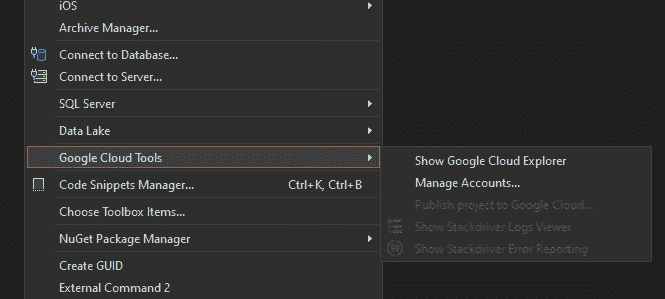 iOS
Archive Manager...
Connect to Database...
Connect to Server...
SQL Server
Data Lake
Google Cloud Tools
Show Google Cloud Explorer
Manage Accounts...
Publish project to Google Cloud...
Show Stackdriver Logs Viewer
Show Stackdriver Error Reporting
Code Snippets Manager... Ctrl+K, Ctrl+B
Choose Toolbox Items...
NuGet Package Manager
Create GUID
External Command 2